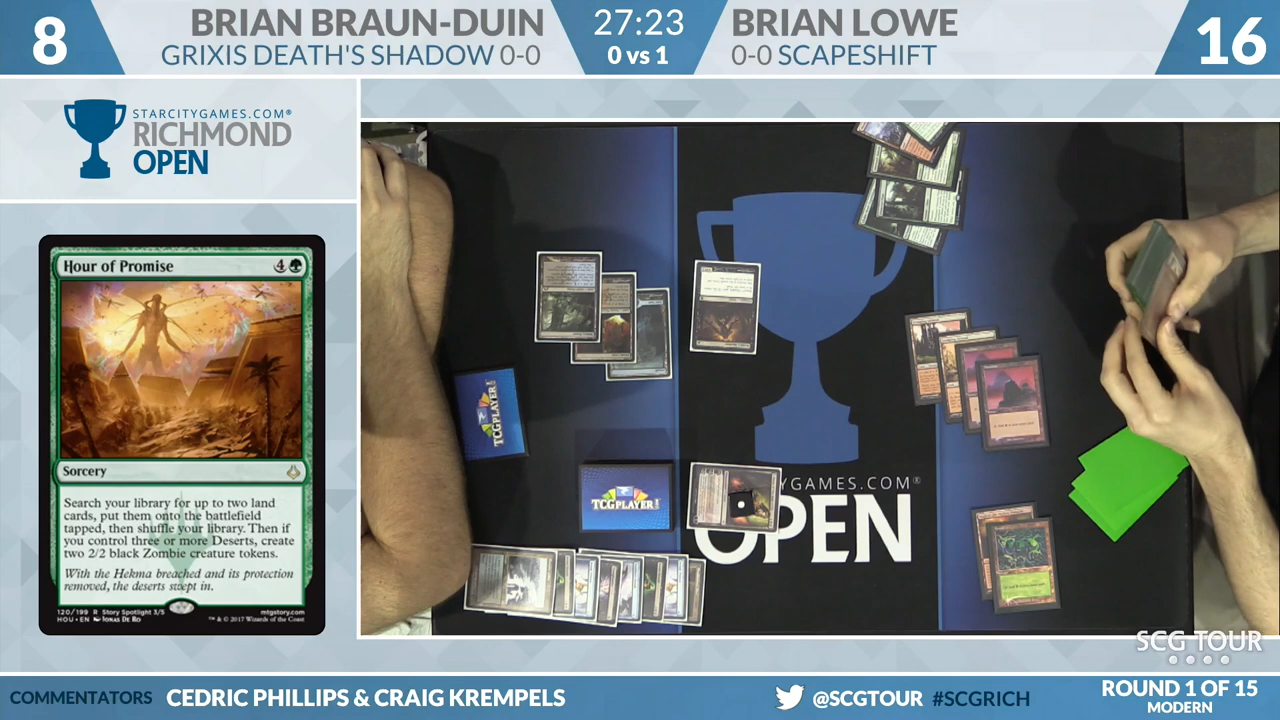 8
BRIAN BRAUN-DUIN
GRIXIS DEATH'S SHADOW 0-0
27:23
0 vs 1
BRIAN LOWE
0-0 SCAPESHIFT
16
STARCITYGAMES.COM®
RICHMOND
OPEN
Hour of Promise 4
Sorcery
Search your library for up to two land
cards, put them onto the battlefield
tapped, then shuffle your library. Then if
you control three or more Deserts, create
two 2/2 black Zombie creature tokens.
With the Hekma breached and its protection
removed, the deserts swept in.
120/199 R Story Spotlight 3/5
HOU • EN JONAS DE RO
mtgstory.com
™ & © 2017 Wizards of the Coast
TCGPLAYER
TCGPLAYER
YGAMES.COM®
OPEN
SCG TOUR
COMMENTATORS CEDRIC PHILLIPS & CRAIG KREMPELS
@SCGTOUR #SCGRICH
ROUND 1 OF 15
MODERN